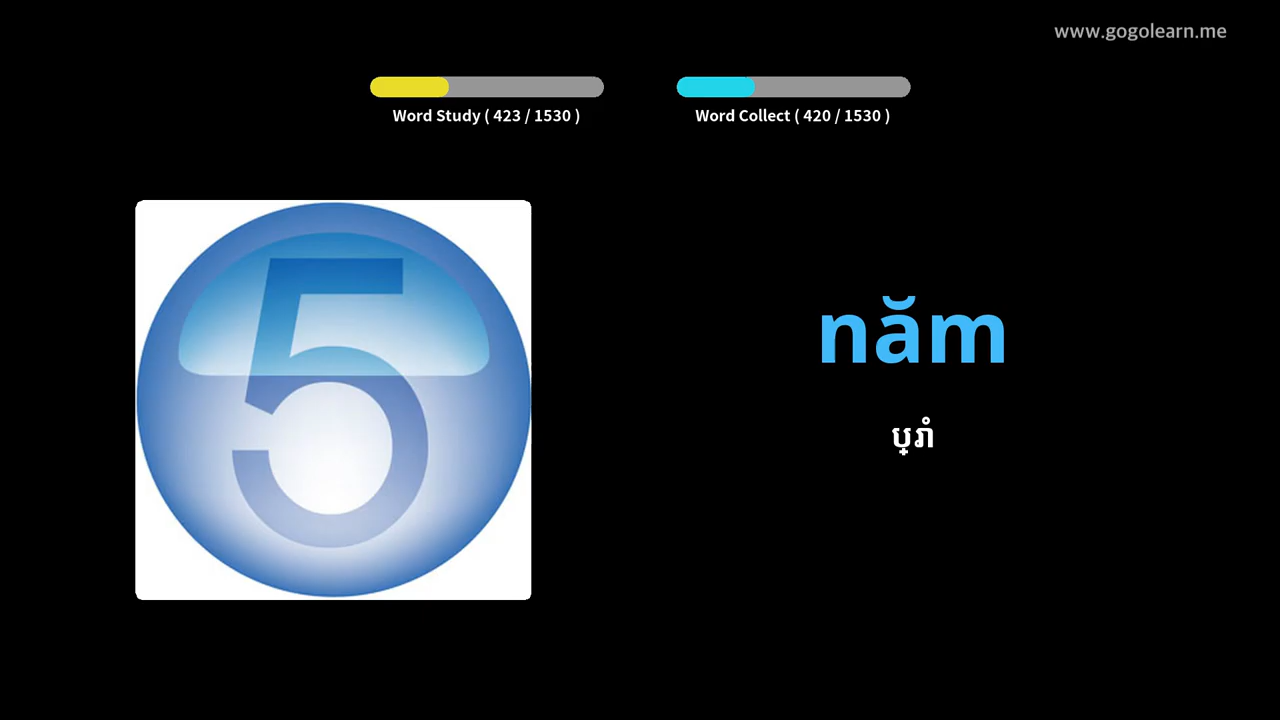 www.gogolearn.me
Word Study ( 423 / 1530 )
Word Collect ( 420 / 1530 )
5
năm
ប្រាំ